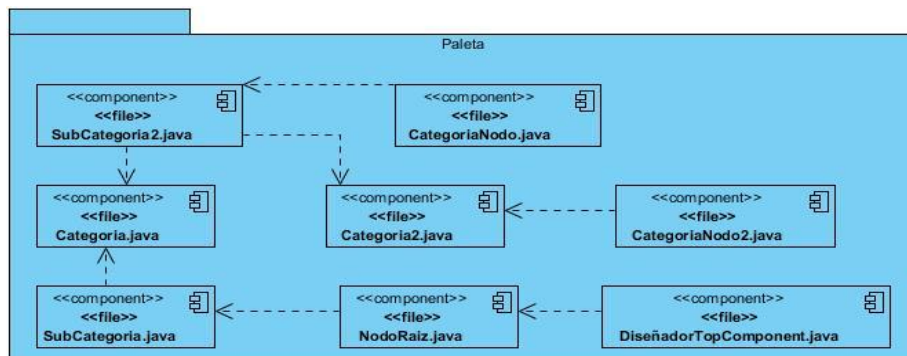 Paleta
<<component>>
<<file>>
SubCategoria2.java
<<component>>
<<file>>
CategoriaNodo.java
<<component>>
<<file>>
Categoria.java
<<component>>
<<file>>
Categoria2.java
<<component>>
<<file>>
CategoriaNodo2.java
<<component>>
<<file>>
SubCategoria.java
<<component>>
<<file>>
NodoRaiz.java
<<component>>
<<file>>
DiseñadorTopComponent.java